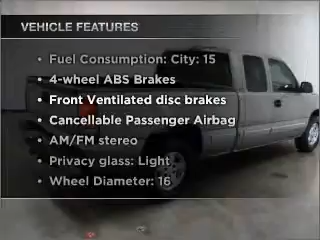 VEHICLE FEATURES
• Fuel Consumption: City: 15
• 4-wheel ABS Brakes
• Front Ventilated disc brakes
• Cancellable Passenger Airbag
• AM/FM stereo
• Privacy glass: Light
• Wheel Diameter: 16